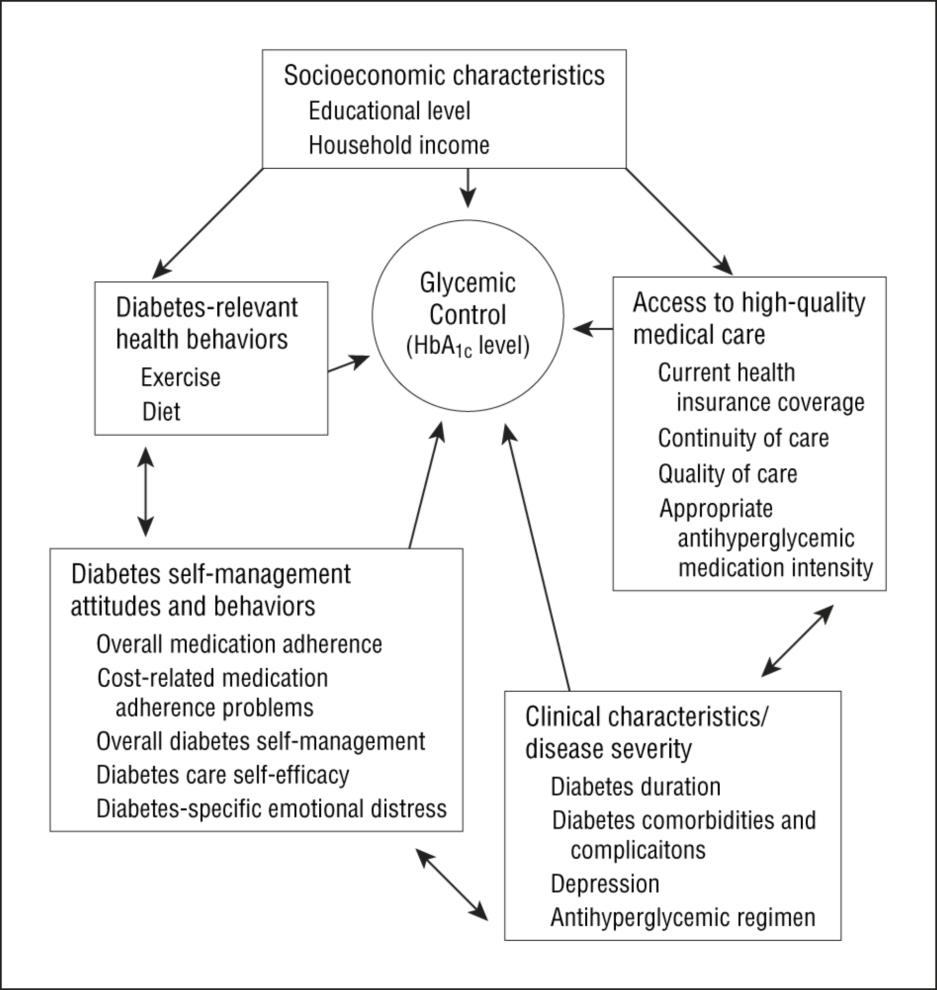 Socioeconomic characteristics
Educational level
Household income
Glycemic
Control
(HbA1c level)
Diabetes-relevant
health behaviors
Exercise
Diet
Access to high-quality
medical care
Current health
insurance coverage
Continuity of care
Quality of care
Appropriate
antihyperglycemic
medication intensity
Diabetes self-management
attitudes and behaviors
Overall medication adherence
Cost-related medication
adherence problems
Overall diabetes self-management
Diabetes care self-efficacy
Diabetes-specific emotional distress
Clinical characteristics/
disease severity
Diabetes duration
Diabetes comorbidities and
complicaitons
Depression
Antihyperglycemic regimen